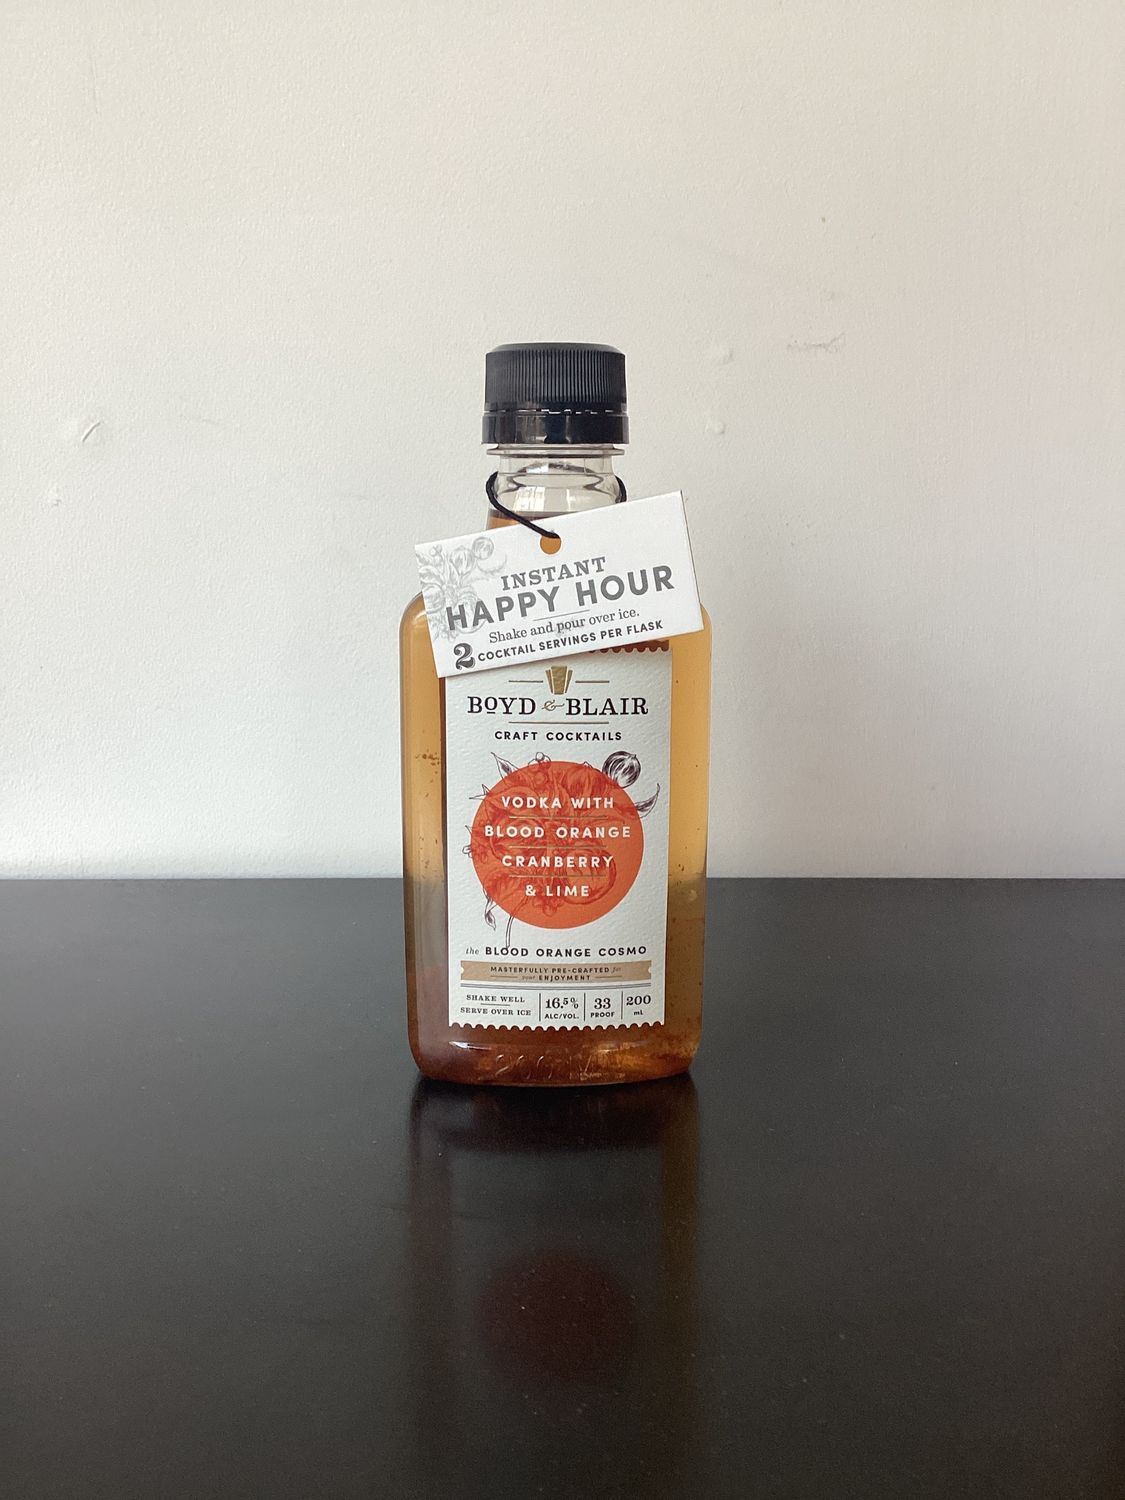 INSTANT
HAPPY HOUR
Shake and pour over ice.
2 COCKTAIL SERVINGS PER FLASK
BOYD & BLAIR
CRAFT COCKTAILS
VODKA WITH
BLOOD ORANGE
CRANBERRY
& LIME
the BLOOD ORANGE COSMO
MASTERFULLY PRE-CRAFTED for
your ENJOYMENT
SHAKE WELL
SERVE OVER ICE
16.5%
ALC/VOL.
33
PROOF
200
mL
200 ML